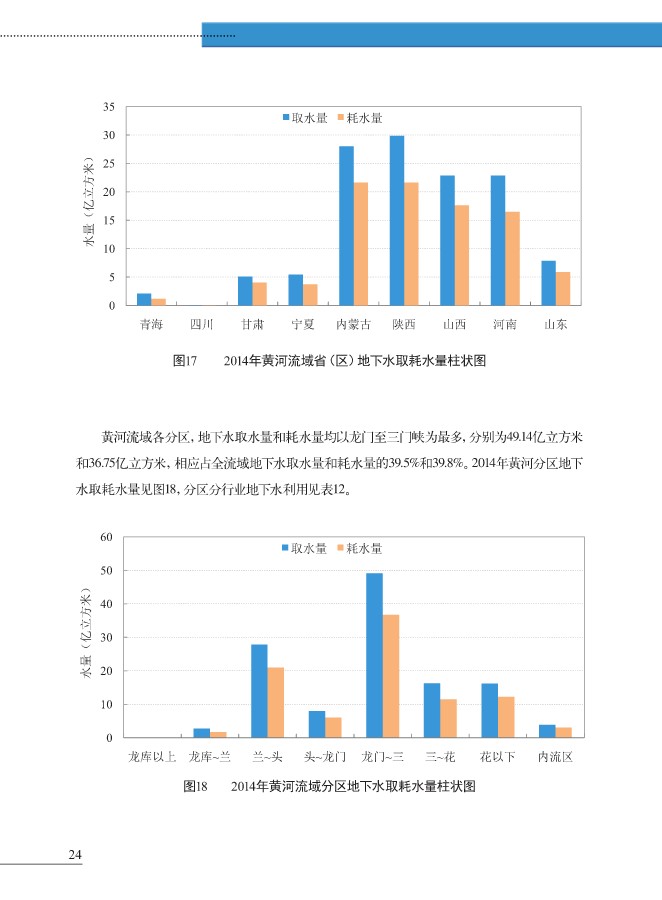 35
30
25
20
15
10
5
0
水量（亿立方米）
取水量 耗水量
青海 四川 甘肃 宁夏 内蒙古 陕西 山西 河南 山东
图17 2014年黄河流域省（区）地下水取耗水量柱状图
黄河流域各分区，地下水取水量和耗水量均以龙门至三门峡为最多，分别为49.14亿立方米
和36.75亿立方米，相应占全流域地下水取水量和耗水量的39.5%和39.8%。2014年黄河分区地下
水取耗水量见图18，分区分行业地下水利用见表12。
60
50
40
30
20
10
0
水量（亿立方米）
取水量 耗水量
龙库以上 龙库~兰 兰~头 头~龙门 龙门~三 三~花 花以下 内流区
图18 2014年黄河流域分区地下水取耗水量柱状图
24